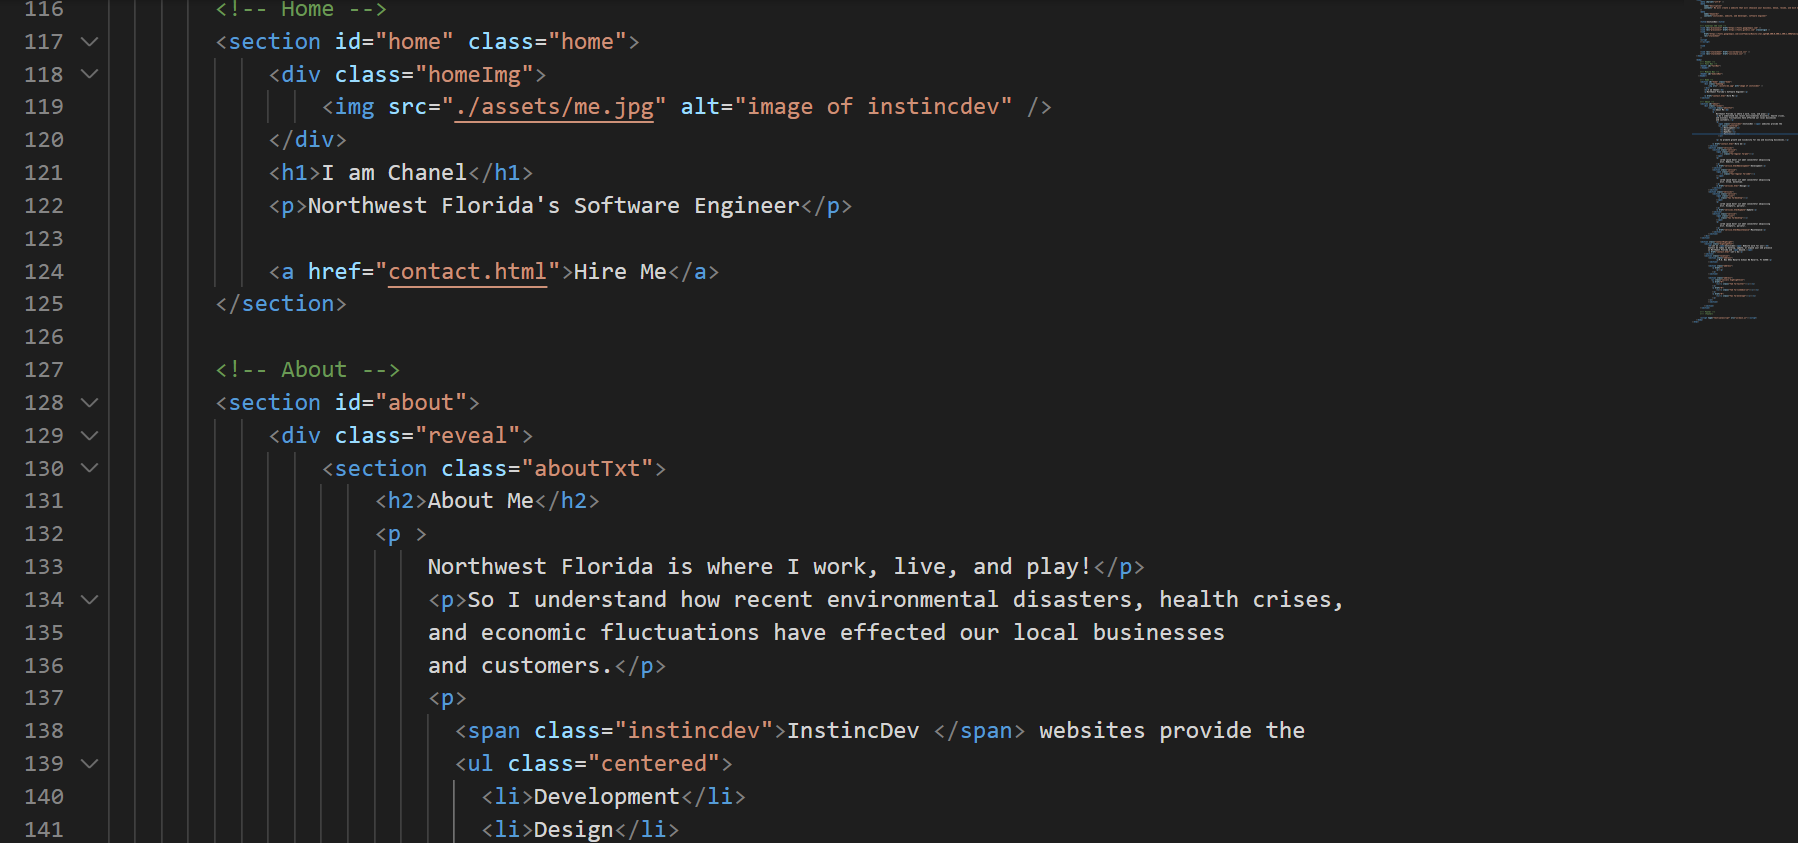 116 <!-- Home -->
117 <section id="home" class="home">
118 <div class="homeImg">
119 <img src="./assets/me.jpg" alt="image of instincdev" />
120 </div>
121 <h1>I am Chanel</h1>
122 <p>Northwest Florida's Software Engineer</p>
123
124 <a href="contact.html">Hire Me</a>
125 </section>
126
127 <!-- About -->
128 <section id="about">
129 <div class="reveal">
130 <section class="aboutTxt">
131 <h2>About Me</h2>
132 <p >
133 Northwest Florida is where I work, live, and play!</p>
134 <p>So I understand how recent environmental disasters, health crises,
135 and economic fluctuations have effected our local businesses
136 and customers.</p>
137 <p>
138 <span class="instincdev">InstincDev </span> websites provide the
139 <ul class="centered">
140 <li>Development</li>
141 <li>Design</li>